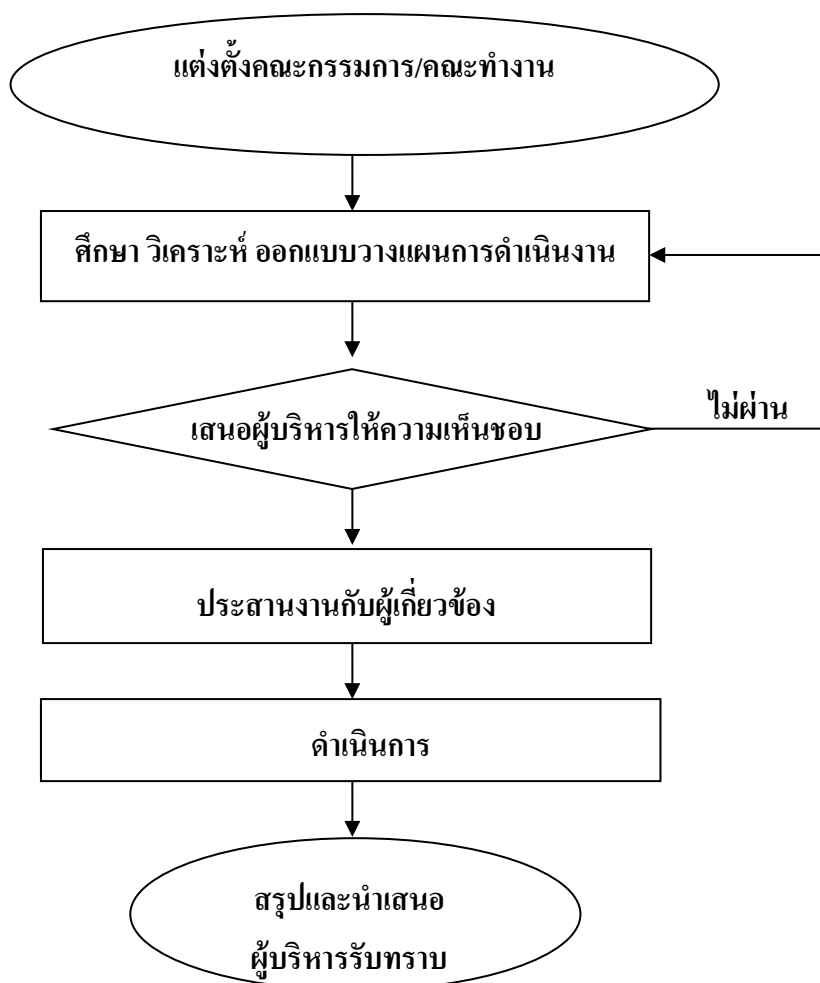 แต่งตั้งคณะกรรมการ/คณะทำงาน
ศึกษา วิเคราะห์ ออกแบบวางแผนการดำเนินงาน
ไม่ผ่าน
เสนอผู้บริหารให้ความเห็นชอบ
ประสานงานกับผู้เกี่ยวข้อง
ดำเนินการ
สรุปและนำเสนอ
ผู้บริหารรับทราบ